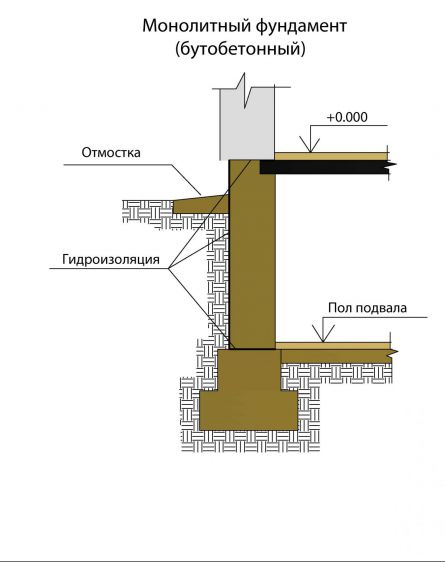 Монолитный фундамент
(бутобетонный)
+0.000
Отмостка
Гидроизоляция
Пол подвала